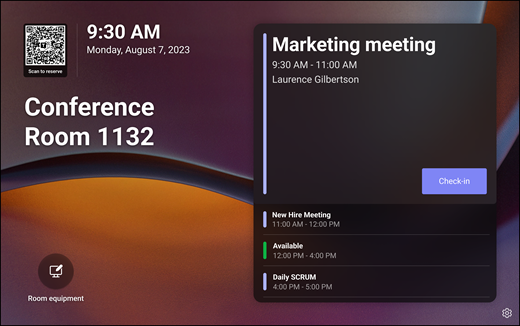 9:30 AM
Monday, August 7, 2023
Scan to reserve
Conference
Room 1132
Room equipment
Marketing meeting
9:30 AM - 11:00 AM
Laurence Gilbertson
Check-in
New Hire Meeting
11:00 AM - 12:00 PM
Available
12:00 PM - 4:00 PM
Daily SCRUM
4:00 PM - 5:00 PM